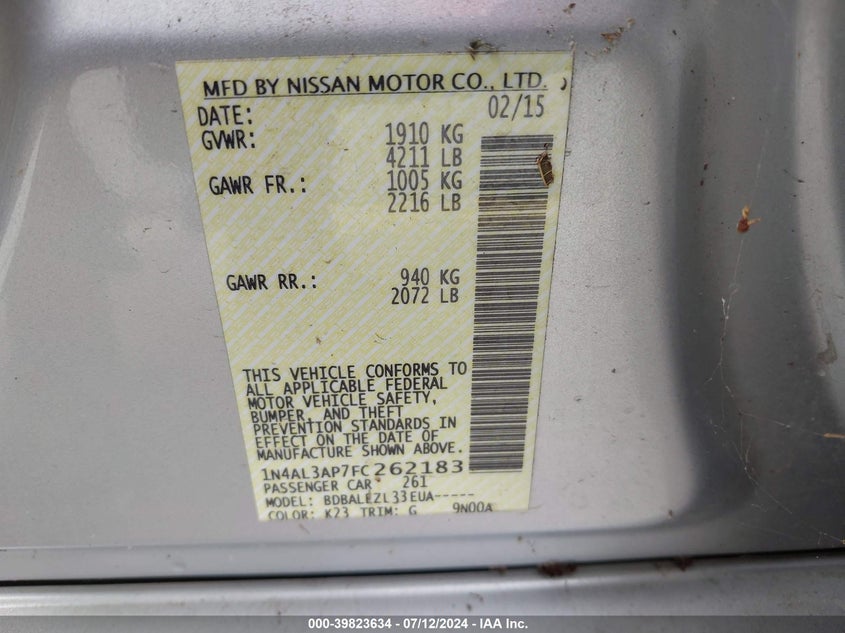 MFD BY NISSAN MOTOR CO., LTD.
DATE: 02/15
GVWR: 1910 KG
4211 LB
GAWR FR.: 1005 KG
2216 LB
GAWR RR.: 940 KG
2072 LB
THIS VEHICLE CONFORMS TO
ALL APPLICABLE FEDERAL
MOTOR VEHICLE SAFETY,
BUMPER, AND THEFT
PREVENTION STANDARDS IN
EFFECT ON THE DATE OF
MANUFACTURE SHOWN ABOVE.
1N4AL3AP7FC262183
PASSENGER CAR 261
MODEL: BDBALEZL33EUA-----
COLOR: K23 TRIM: G 9N00A
000-39823634 - 07/12/2024 - IAA Inc.